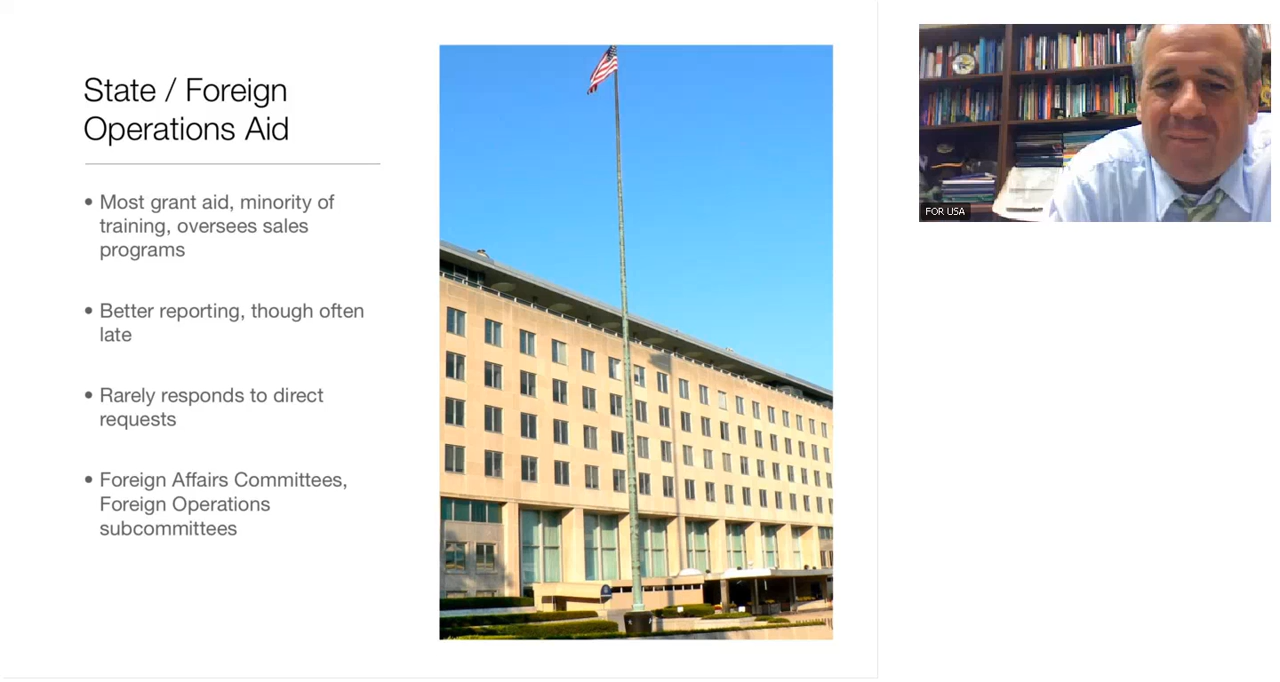 State / Foreign
Operations Aid
• Most grant aid, minority of
training, oversees sales
programs
• Better reporting, though often
late
• Rarely responds to direct
requests
• Foreign Affairs Committees,
Foreign Operations
subcommittees
FOR USA